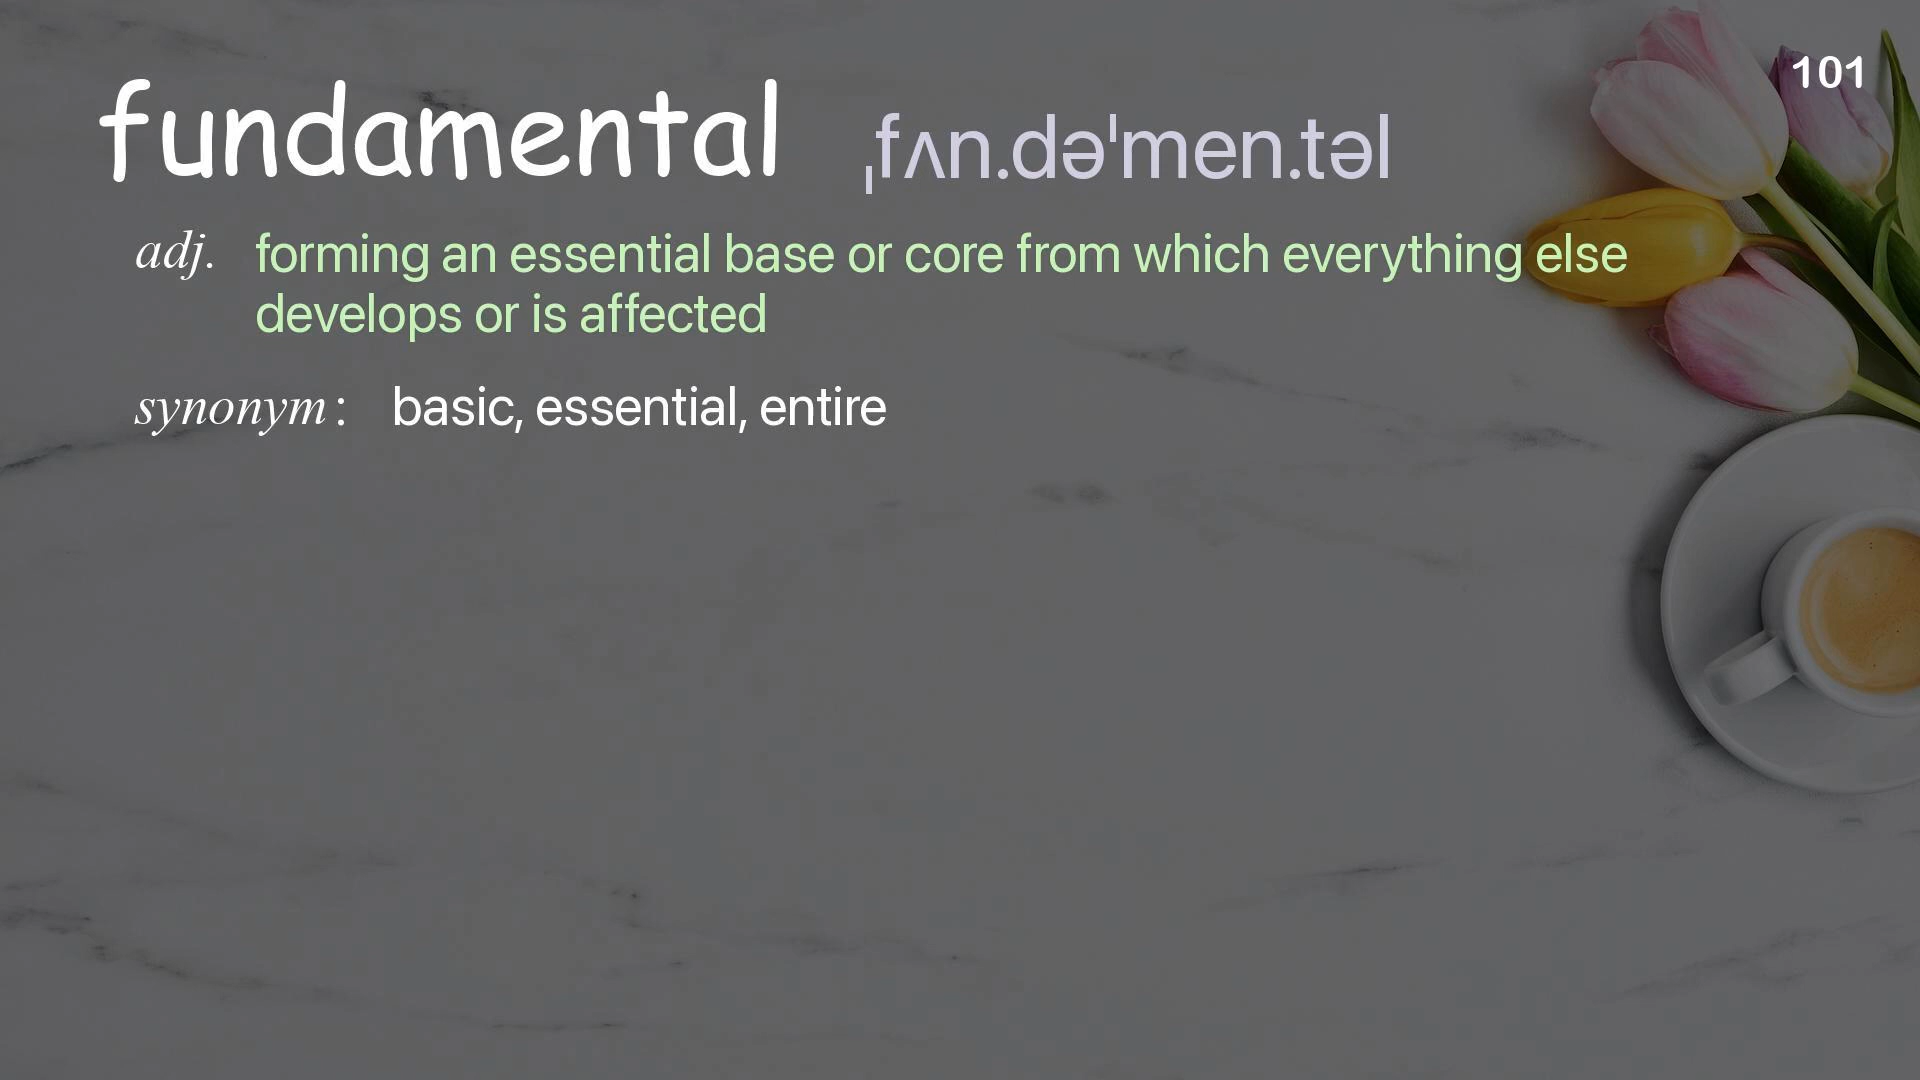 101
fundamental ˌfʌn.dəˈmen.təl
adj. forming an essential base or core from which everything else
develops or is affected
synonym : basic, essential, entire